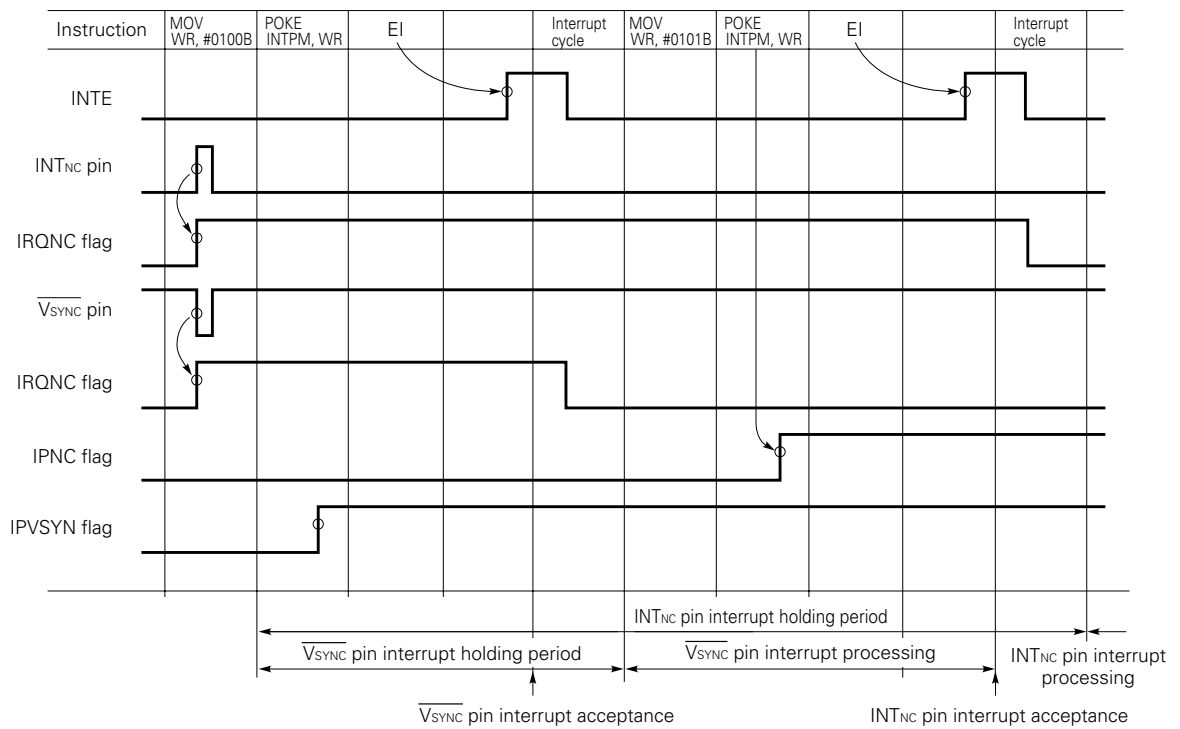 Instruction
MOV
WR, #0100B
POKE
INTPM, WR
EI
Interrupt
cycle
MOV
WR, #0101B
POKE
INTPM, WR
EI
Interrupt
cycle
INTE
INTNC pin
IRQNC flag
VSYNC pin
IRQNC flag
IPNC flag
IPVSYN flag
INTNC pin interrupt holding period
VSYNC pin interrupt holding period
VSYNC pin interrupt processing
INTNC pin interrupt
processing
VSYNC pin interrupt acceptance
INTNC pin interrupt acceptance